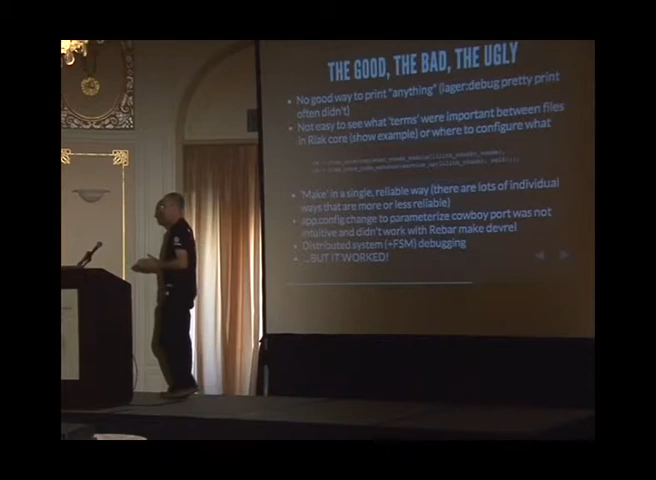 THE GOOD, THE BAD, THE UGLY
No good way to print "anything" (lager:debug pretty print
often didn't)
Not easy to see what 'terms' were important between files
in Riak core (show example) or where to configure what
'Make' in a single, reliable way (there are lots of individual
ways that are more or less reliable)
app.config change to parameterize cowboy port was not
intuitive and didn't work with Rebar make devrel
Distributed system (+FSM) debugging
...BUT IT WORKED!